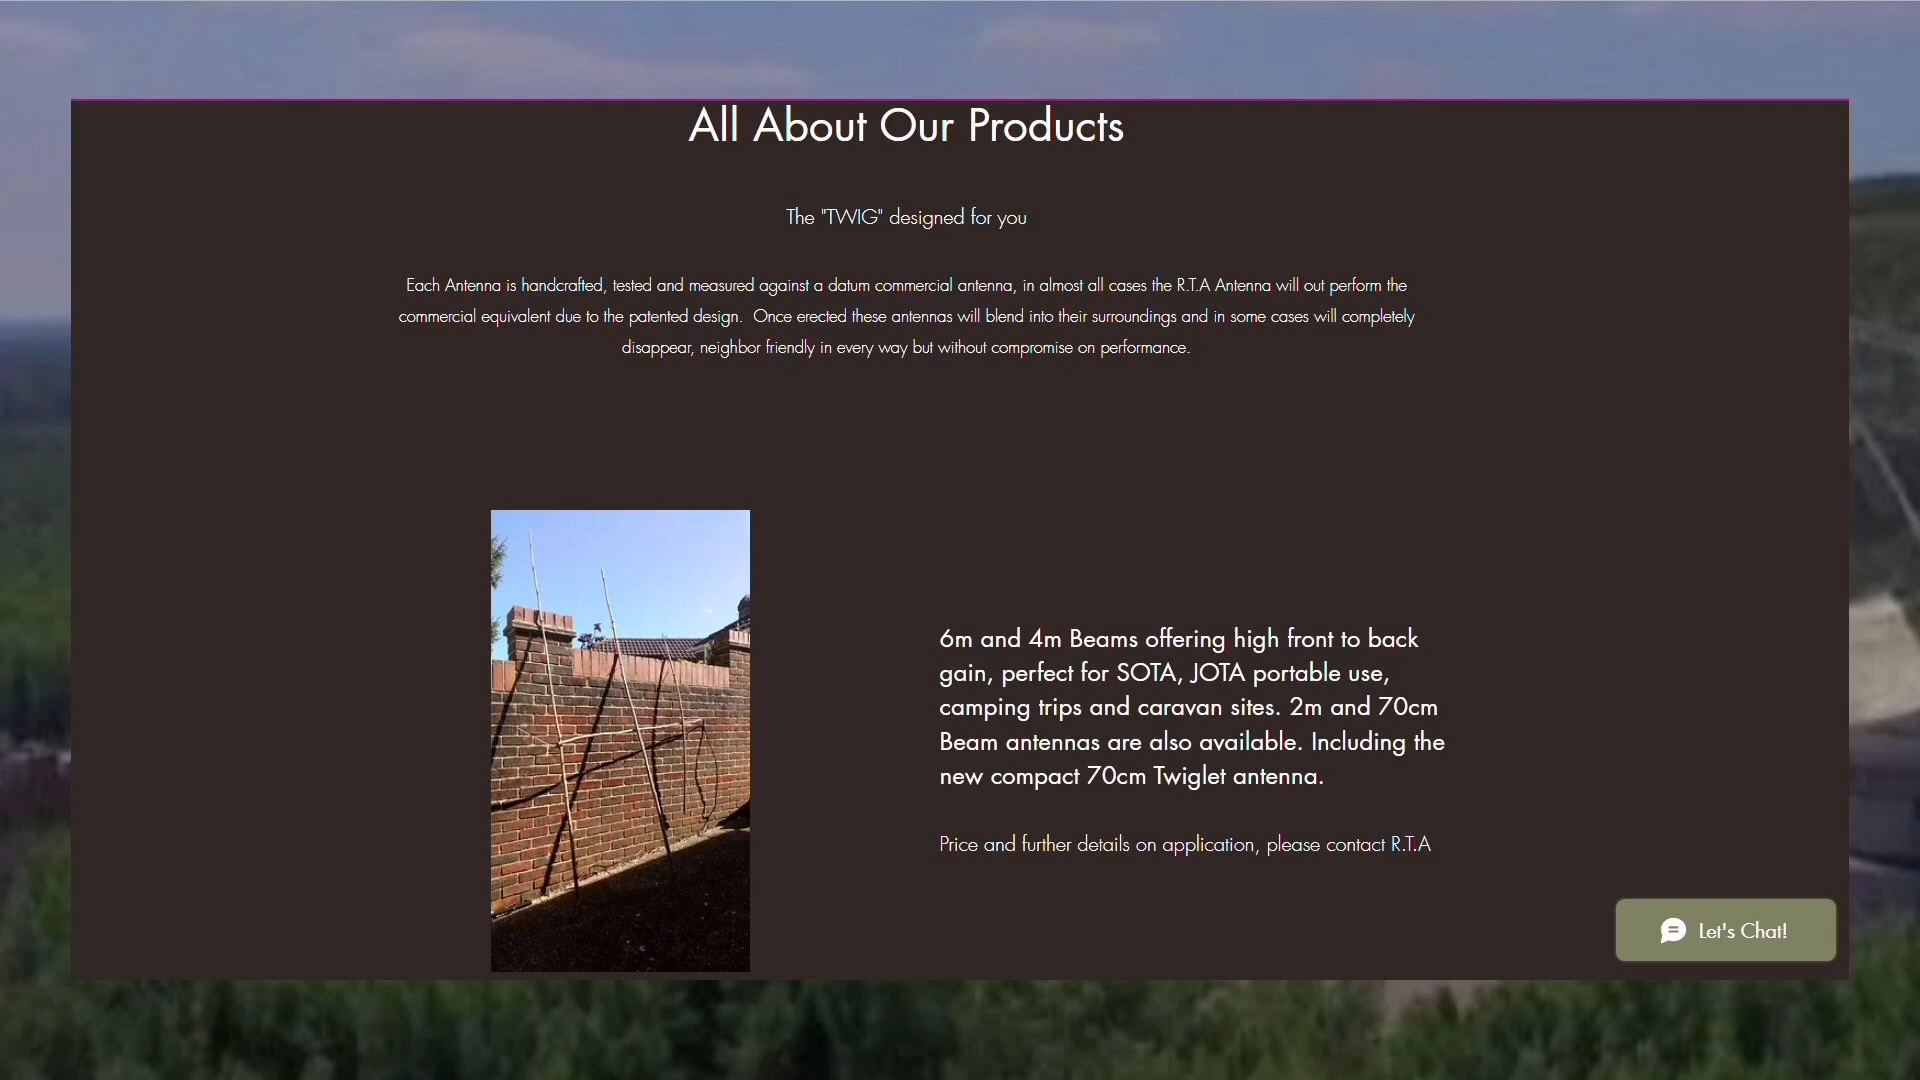 All About Our Products
The "TWIG" designed for you
Each Antenna is handcrafted, tested and measured against a datum commercial antenna, in almost all cases the R.T.A Antenna will out perform the
commercial equivalent due to the patented design.  Once erected these antennas will blend into their surroundings and in some cases will completely
disappear, neighbor friendly in every way but without compromise on performance.
6m and 4m Beams offering high front to back
gain, perfect for SOTA, JOTA portable use,
camping trips and caravan sites. 2m and 70cm
Beam antennas are also available. Including the
new compact 70cm Twiglet antenna.
Price and further details on application, please contact R.T.A
Let's Chat!